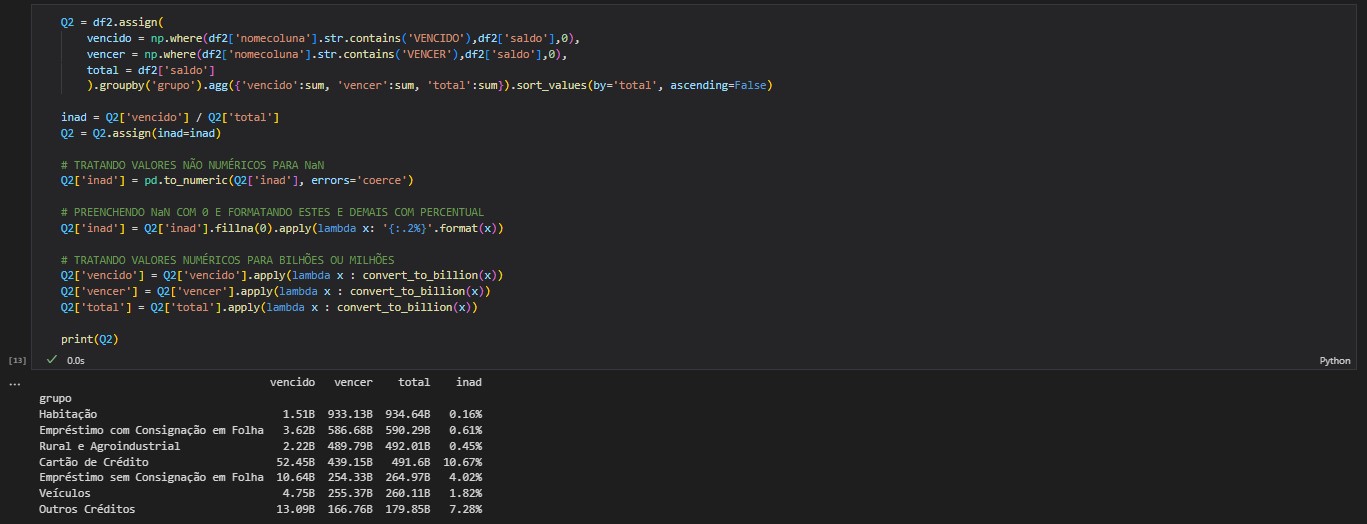 Q2 = df2.assign(
    vencido = np.where(df2['nomecoluna'].str.contains('VENCIDO'),df2['saldo'],0),
    vencer = np.where(df2['nomecoluna'].str.contains('VENCER'),df2['saldo'],0),
    total = df2['saldo']
    ).groupby('grupo').agg({'vencido':sum, 'vencer':sum, 'total':sum}).sort_values(by='total', ascending=False)
inad = Q2['vencido'] / Q2['total']
Q2 = Q2.assign(inad=inad)
# TRATANDO VALORES NÃO NUMÉRICOS PARA NaN
Q2['inad'] = pd.to_numeric(Q2['inad'], errors='coerce')
# PREENCHENDO NaN COM 0 E FORMATANDO ESTES E DEMAIS COM PERCENTUAL
Q2['inad'] = Q2['inad'].fillna(0).apply(lambda x: '{:.2%}'.format(x))
# TRATANDO VALORES NUMÉRICOS PARA BILHÕES OU MILHÕES
Q2['vencido'] = Q2['vencido'].apply(lambda x : convert_to_billion(x))
Q2['vencer'] = Q2['vencer'].apply(lambda x : convert_to_billion(x))
Q2['total'] = Q2['total'].apply(lambda x : convert_to_billion(x))
print(Q2)
[13] ✓ 0.0s Python
... vencido vencer total inad
grupo
Habitação 1.51B 933.13B 934.64B 0.16%
Empréstimo com Consignação em Folha 3.62B 586.68B 590.29B 0.61%
Rural e Agroindustrial 2.22B 489.79B 492.01B 0.45%
Cartão de Crédito 52.45B 439.15B 491.6B 10.67%
Empréstimo sem Consignação em Folha 10.64B 254.33B 264.97B 4.02%
Veículos 4.75B 255.37B 260.11B 1.82%
Outros Créditos 13.09B 166.76B 179.85B 7.28%